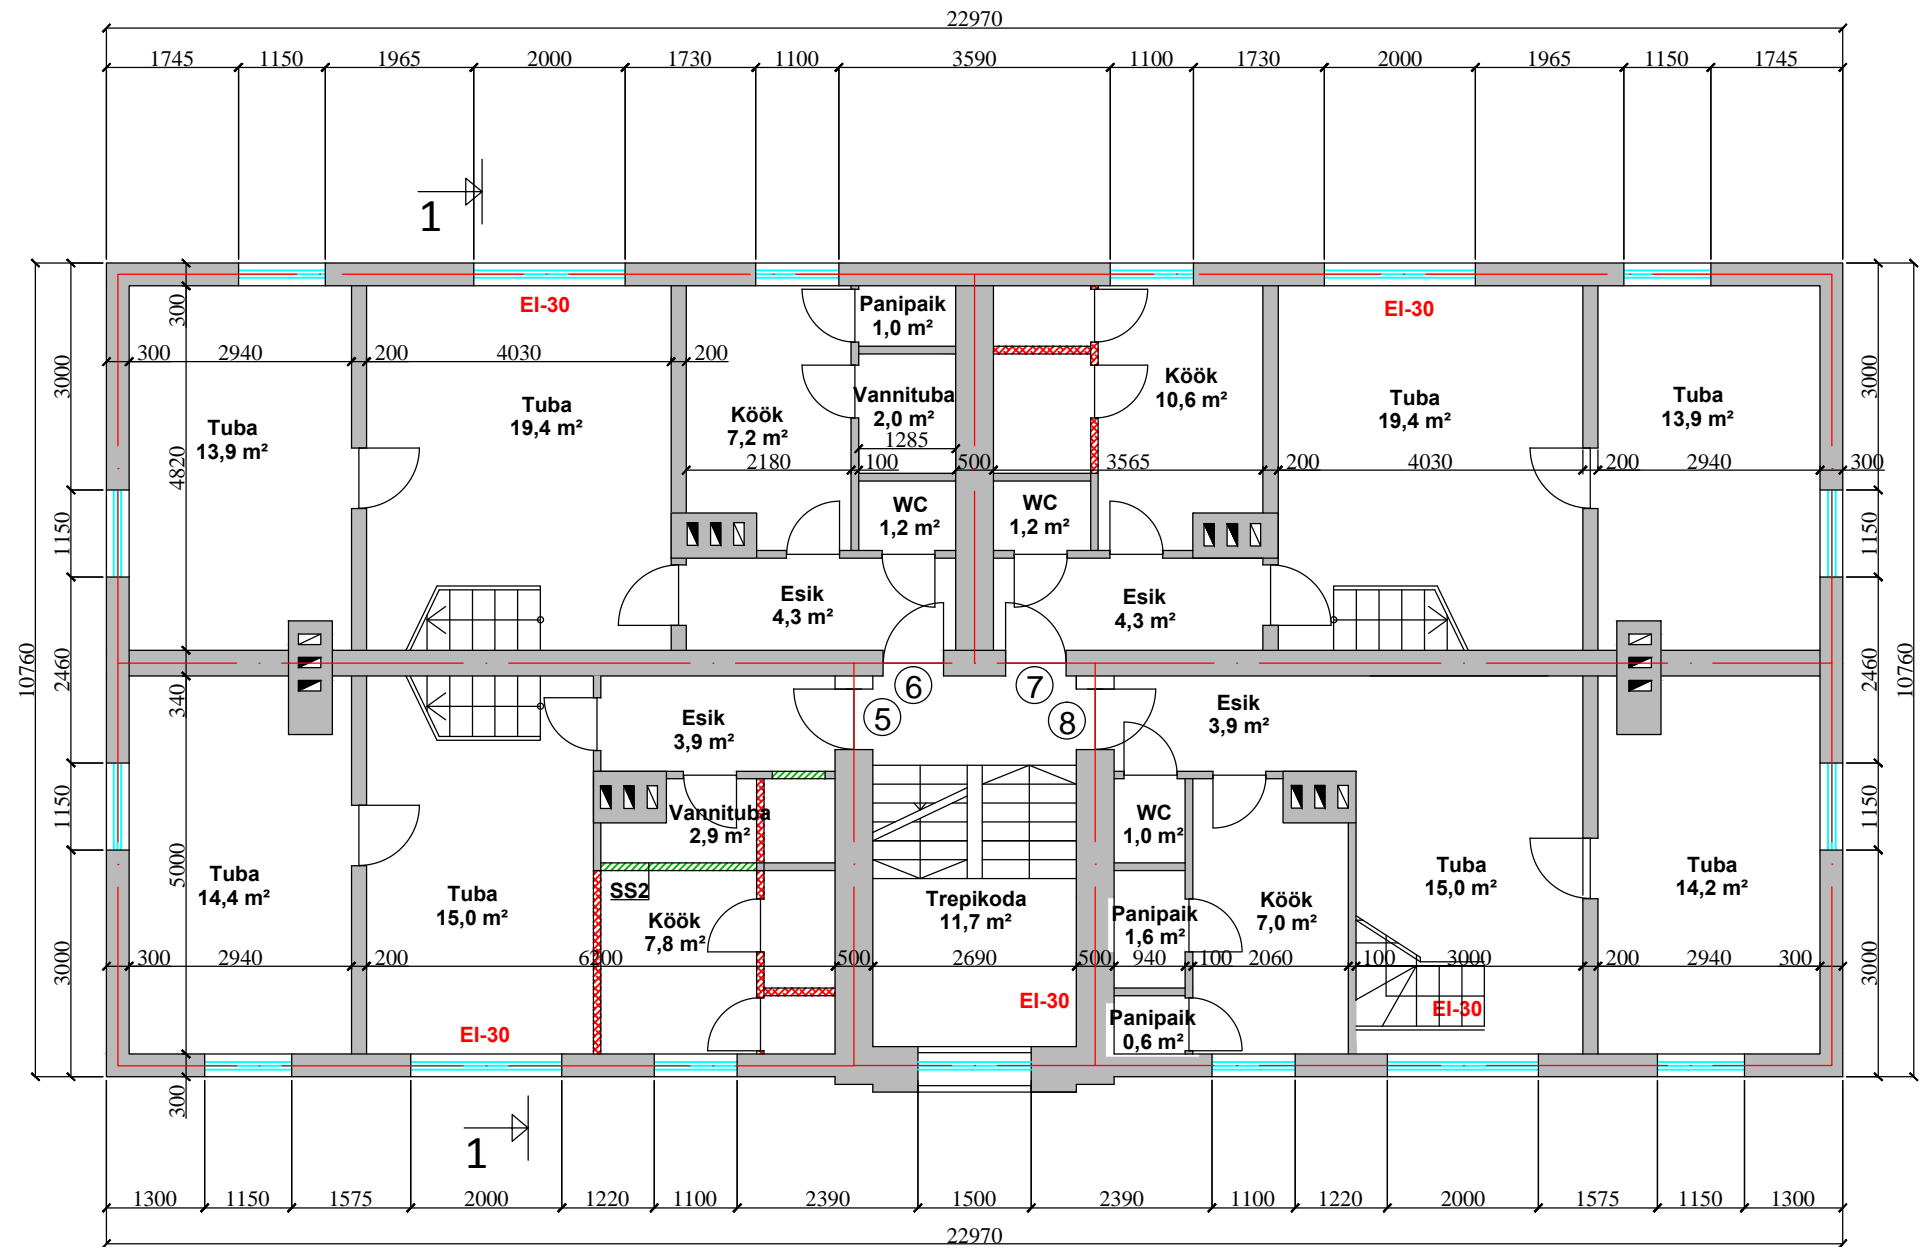 22970
1745 1150 1965 2000 1730 1100 3590 1100 1730 2000 1965 1150 1745
1
300
EI-30
Panipaik
1,0 m²
EI-30
300 2940 200 4030 200
3000
3000
Tuba
13,9 m²
Tuba
19,4 m²
Köök
7,2 m²
Vannituba
2,0 m²
1285
Köök
10,6 m²
Tuba
19,4 m²
Tuba
13,9 m²
4820
2180 100 500 3565 200 4030 200 2940 300
WC
1,2 m²
WC
1,2 m²
1150
1150
Esik
4,3 m²
Esik
4,3 m²
10760
2460
340
6
7
5
8
2460
10760
Esik
3,9 m²
Esik
3,9 m²
1150
Vannituba
2,9 m²
WC
1,0 m²
1150
5000
Tuba
14,4 m²
Tuba
15,0 m²
SS2
Köök
7,8 m²
Trepikoda
11,7 m²
Panipaik
1,6 m²
Köök
7,0 m²
Tuba
15,0 m²
Tuba
14,2 m²
3000
300 2940 200 6200 500 2690 500 940 100 2060 100 3000 200 2940 300
3000
EI-30
EI-30
Panipaik
0,6 m²
EI-30
300
1
1300 1150 1575 2000 1220 1100 2390 1500 2390 1100 1220 2000 1575 1150 1300
22970